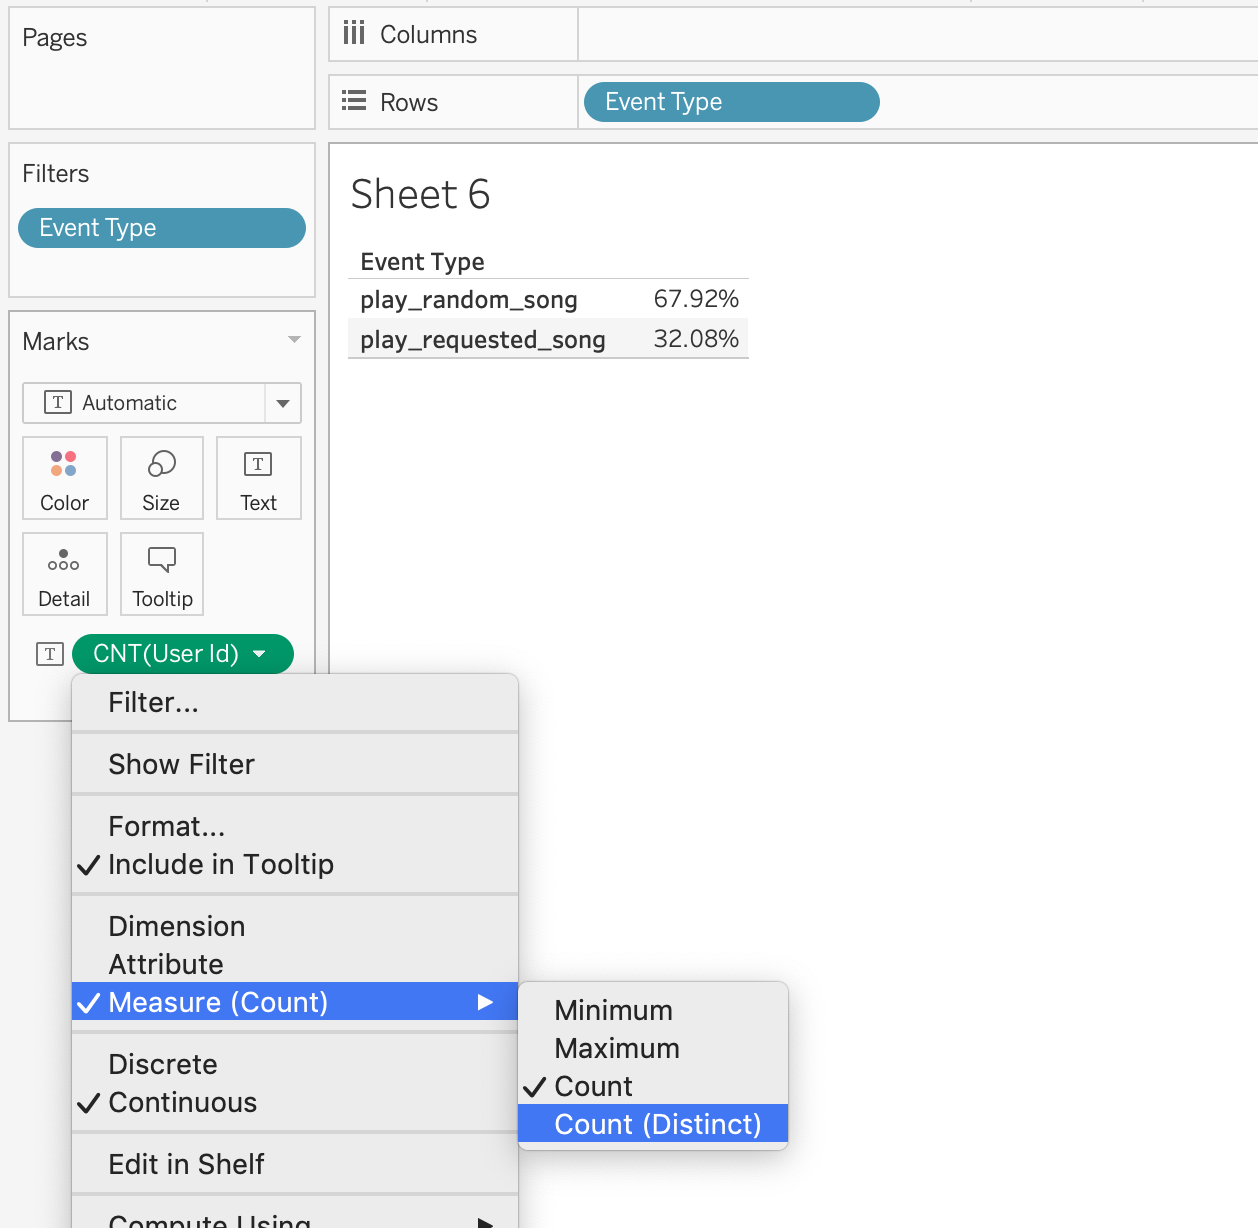 Pages
Columns
Rows
Event Type
Filters
Event Type
Sheet 6
Event Type
play_random_song 67.92%
play_requested_song 32.08%
Marks
T Automatic
Color
Size
T
Text
Detail
Tooltip
T CNT(User Id)
Filter...
Show Filter
Format...
Include in Tooltip
Dimension
Attribute
Measure (Count)
Minimum
Maximum
Count
Count (Distinct)
Discrete
Continuous
Edit in Shelf
Compute Using